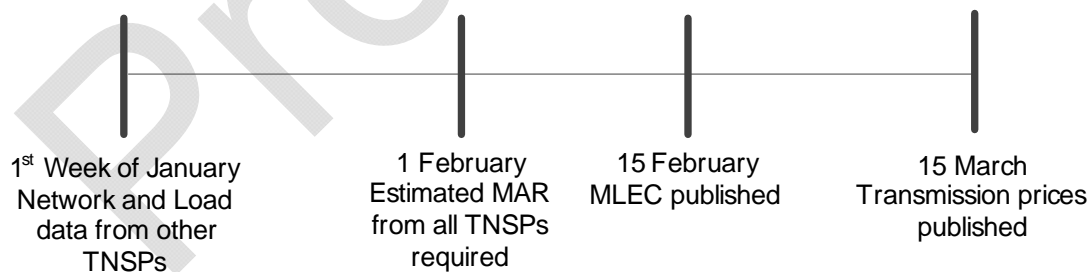 1st Week of January
Network and Load
data from other
TNSPs
1 February
Estimated MAR
from all TNSPs
required
15 February
MLEC published
15 March
Transmission prices
published